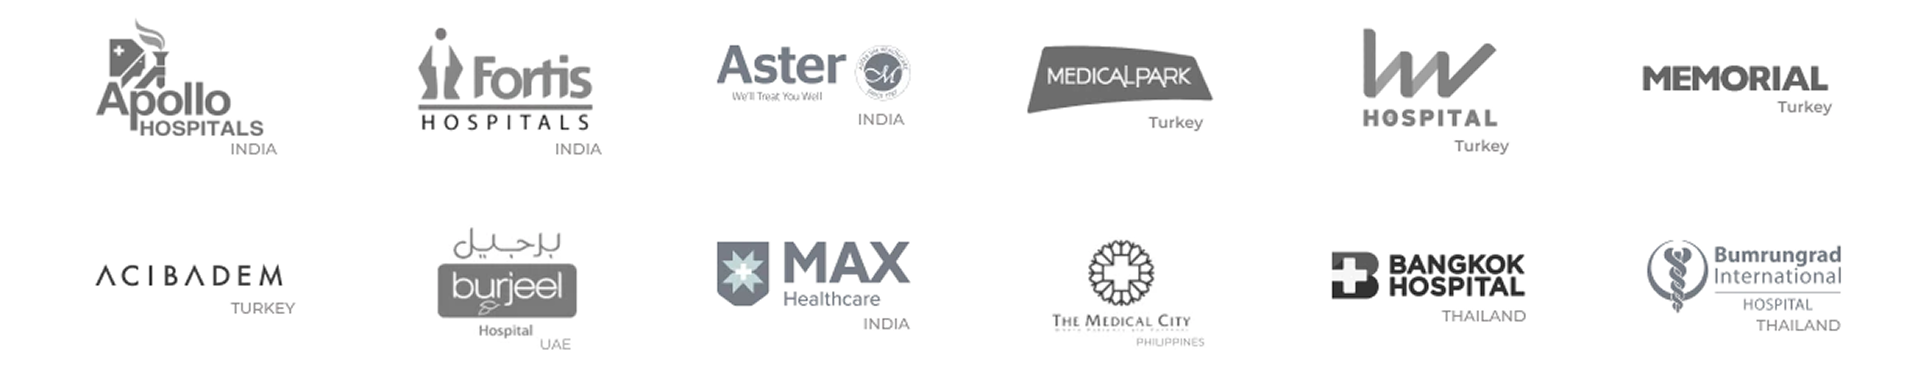 Apollo
HOSPITALS
INDIA
Fortis
HOSPITALS
INDIA
Aster
We'll Treat You Well
INDIA
MEDICALPARK
Turkey
HOSPITAL
Turkey
MEMORIAL
Turkey
ACIBADEM
TURKEY
برجيل
burjeel
Hospital
UAE
MAX
Healthcare
INDIA
THE MEDICAL CITY
PHILIPPINES
BANGKOK
HOSPITAL
THAILAND
Bumrungrad
International
HOSPITAL
THAILAND